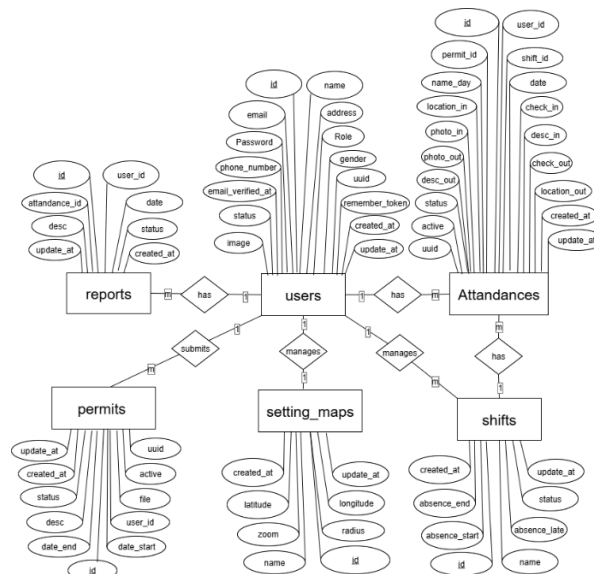 id
user_id
permit_id
shift_id
name_day
date
location_in
check_in
photo_in
desc_in
photo_out
check_out
desc_out
location_out
status
created_at
active
update_at
uuid
id
name
email
address
Password
Role
phone_number
gender
email_verified_at
uuid
status
remember_token
image
created_at
update_at
id
user_id
attandance_id
date
desc
status
update_at
created_at
reports
m
has
1
users
1
has
m
Attandances
1
submits
m
1
manages
1
1
manages
m
m
has
1
permits
setting_maps
shifts
update_at
uuid
created_at
active
status
file
desc
user_id
date_end
date_start
id
created_at
update_at
latitude
longitude
zoom
radius
name
id
created_at
update_at
absence_end
status
absence_start
absence_late
id
name